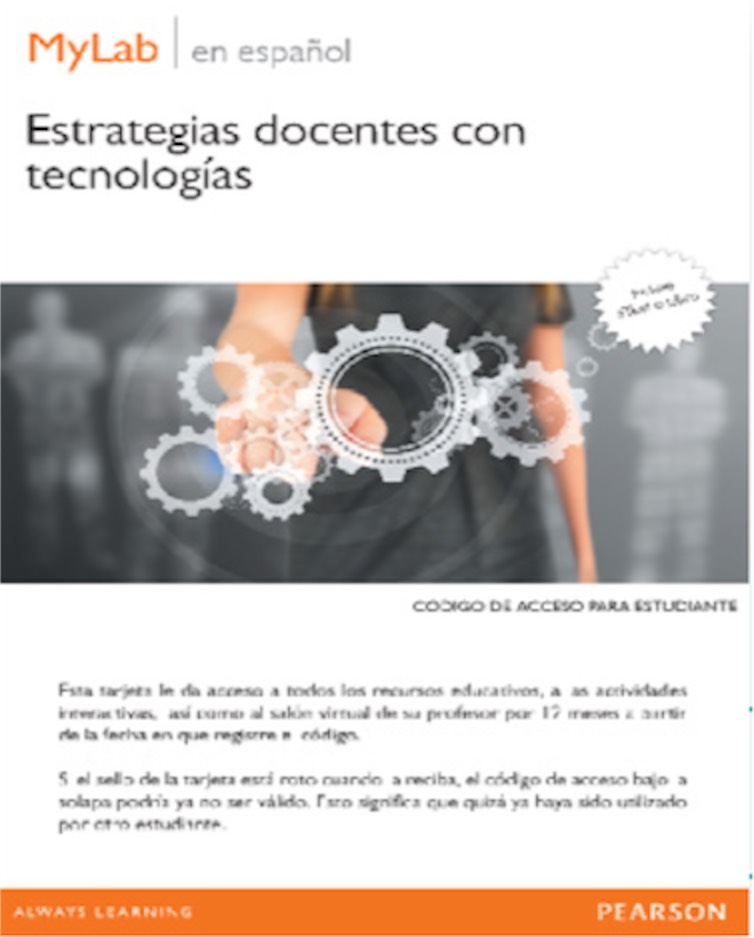 MyLab | en español
Estrategias docentes con
tecnologías
CÓDIGO DE ACCESO PARA ESTUDIANTE
Esta tarjeta le da acceso a todos los recursos educativos, a las actividades
interactivas, así como al salón virtual de su profesor por 12 meses a partir
de la fecha en que registre el código.
Si el sello de la tarjeta está roto cuando la reciba, el código de acceso bajo la
solapa podría ya no ser válido. Esto significa que quizá ya haya sido utilizado
por otro estudiante.
ALWAYS LEARNING
PEARSON